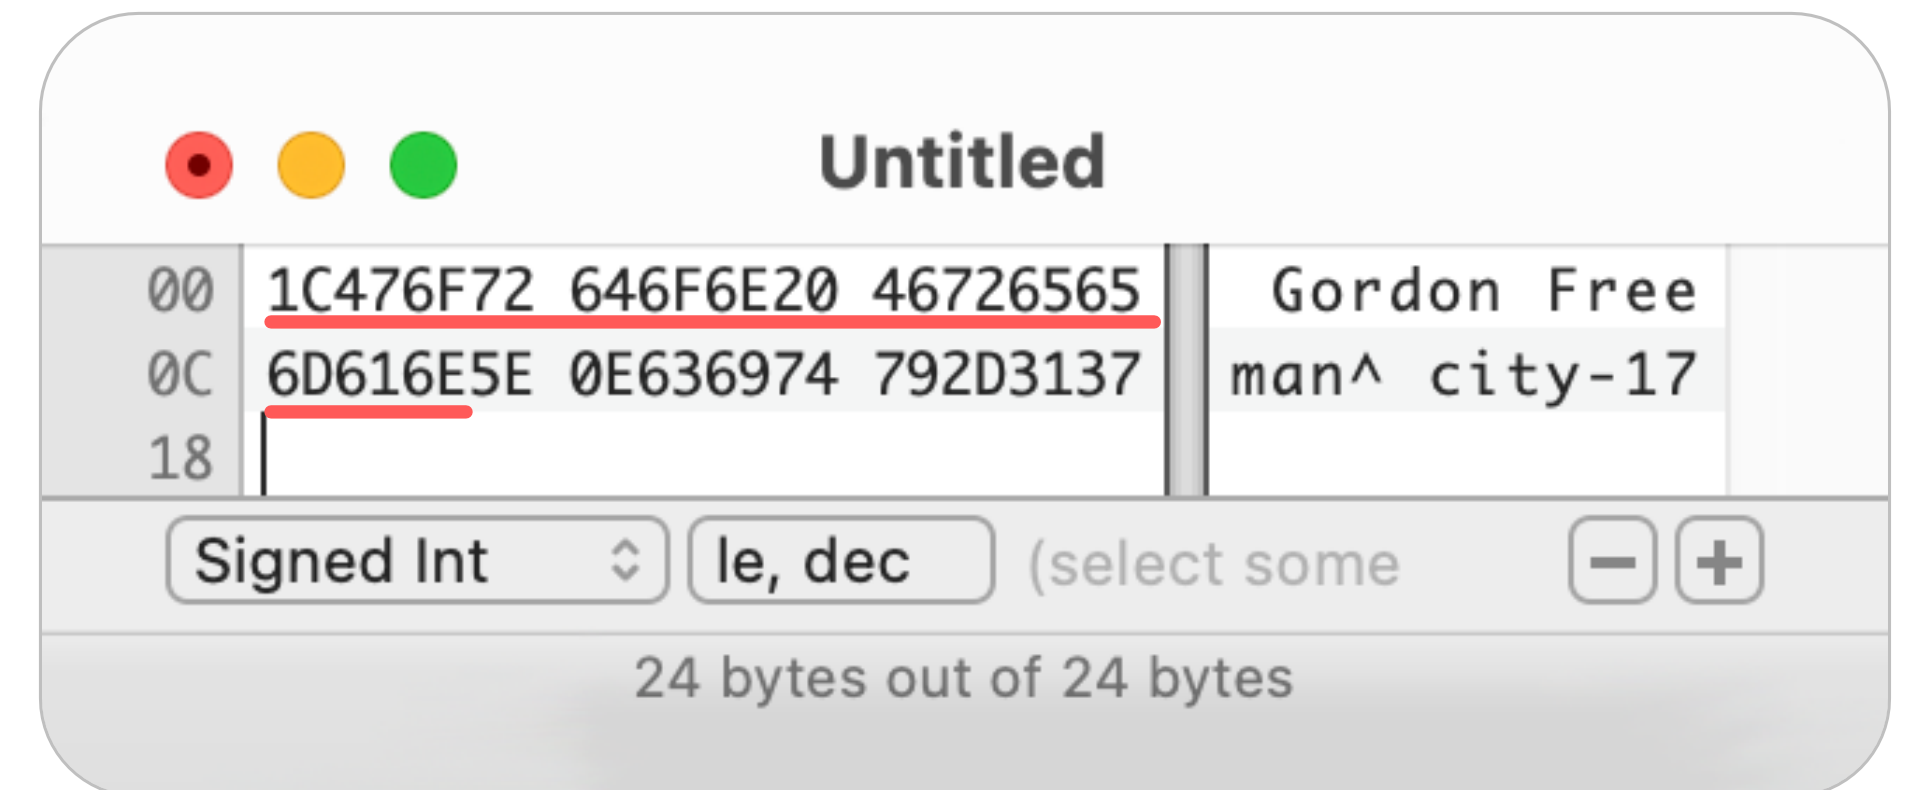 Untitled
00 1C476F72 646F6E20 46726565 Gordon Free
0C 6D616E5E 0E636974 792D3137 man^ city-17
18
Signed Int le, dec (select some
24 bytes out of 24 bytes